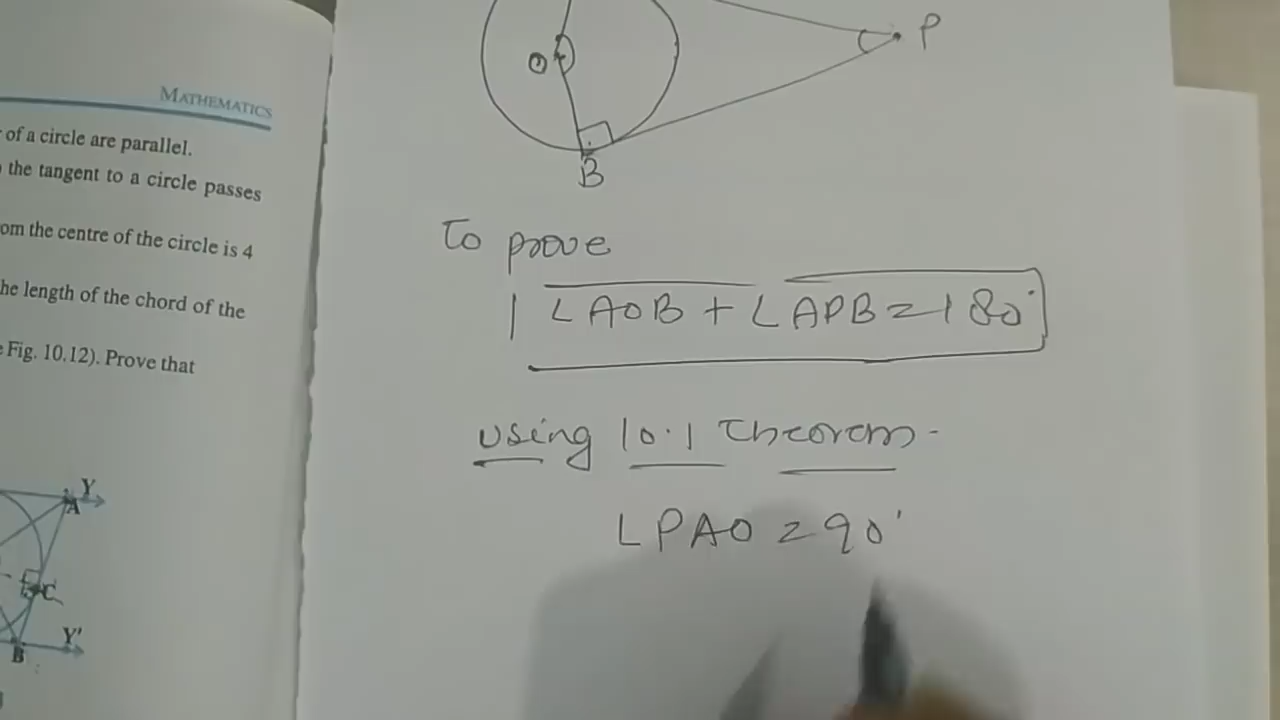 MATHEMATICS
of a circle are parallel.
the tangent to a circle passes
om the centre of the circle is 4
he length of the chord of the
Fig. 10.12). Prove that
Y
A
C
Y'
B
P
O
B
To prove
∠AOB + ∠APB = 180°
using 10.1 Theorem.
∠PAO = 90°